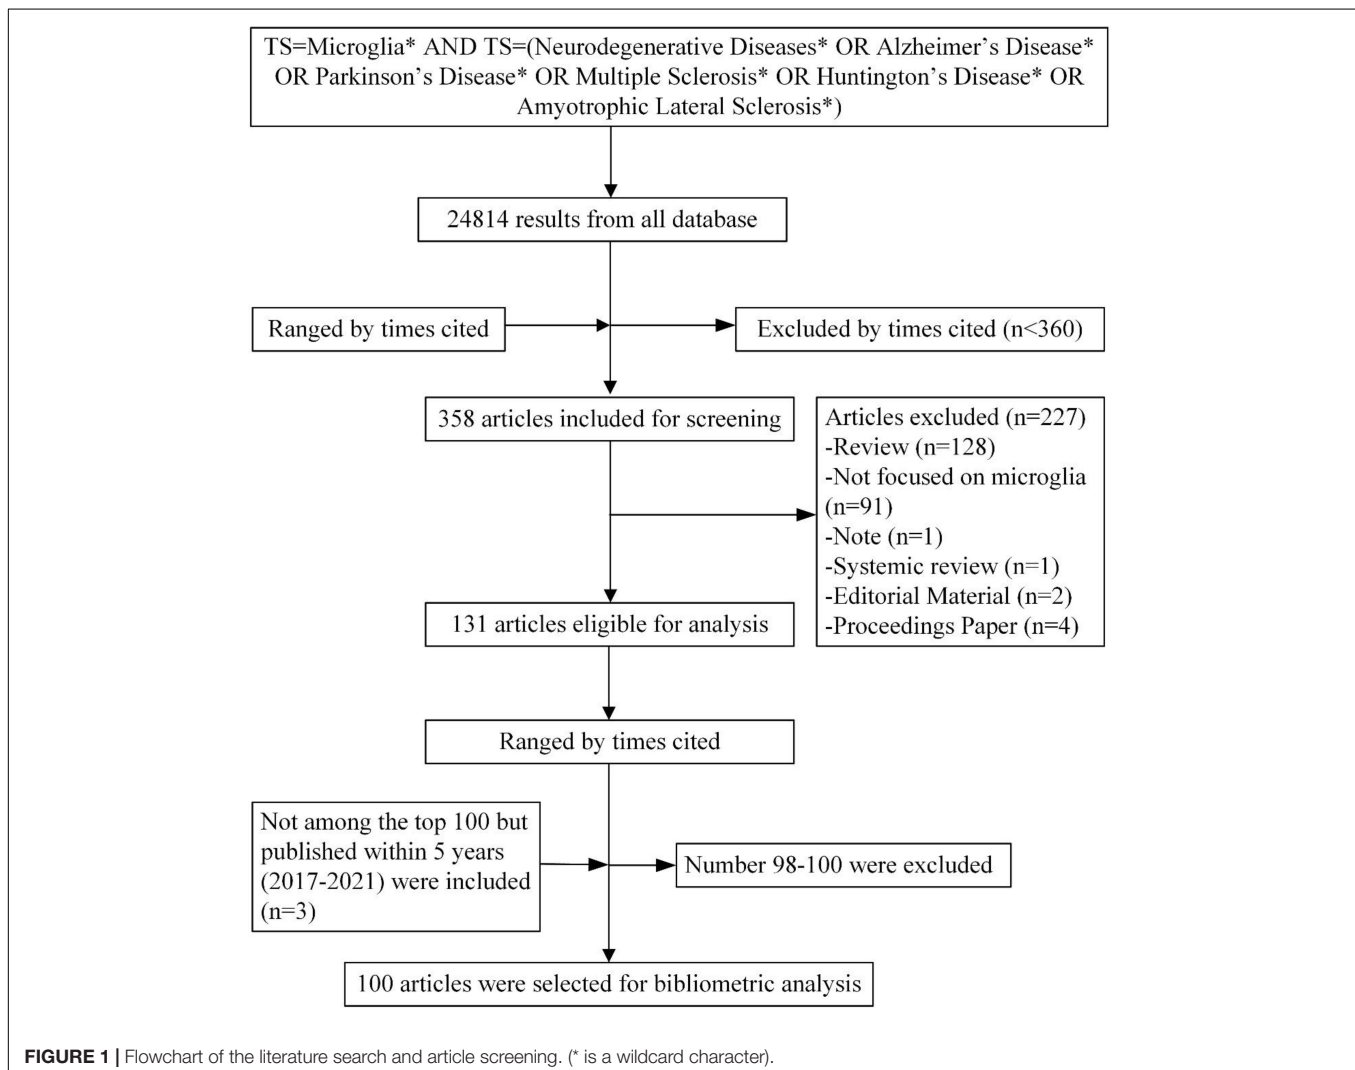 TS=Microglia* AND TS=(Neurodegenerative Diseases* OR Alzheimer's Disease*
OR Parkinson's Disease* OR Multiple Sclerosis* OR Huntington's Disease* OR
Amyotrophic Lateral Sclerosis*)
24814 results from all database
Ranged by times cited
Excluded by times cited (n<360)
358 articles included for screening
Articles excluded (n=227)
-Review (n=128)
-Not focused on microglia
(n=91)
-Note (n=1)
-Systemic review (n=1)
-Editorial Material (n=2)
-Proceedings Paper (n=4)
131 articles eligible for analysis
Ranged by times cited
Not among the top 100 but
published within 5 years
(2017-2021) were included
(n=3)
Number 98-100 were excluded
100 articles were selected for bibliometric analysis
FIGURE 1 | Flowchart of the literature search and article screening. (* is a wildcard character).